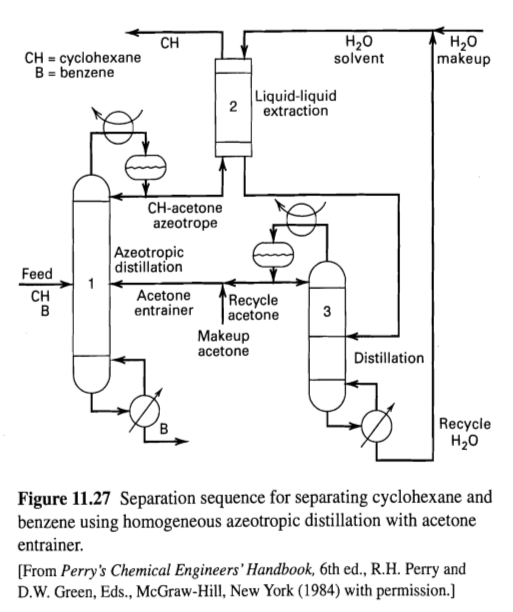 CH
H₂O
solvent
H₂O
makeup
CH = cyclohexane
B = benzene
2
Liquid-liquid
extraction
CH-acetone
azeotrope
Azeotropic
distillation
Feed
CH
B
1
Acetone
entrainer
Recycle
acetone
Makeup
acetone
3
Distillation
B
Recycle
H₂O
Figure 11.27 Separation sequence for separating cyclohexane and
benzene using homogeneous azeotropic distillation with acetone
entrainer.
[From Perry's Chemical Engineers' Handbook, 6th ed., R.H. Perry and
D.W. Green, Eds., McGraw-Hill, New York (1984) with permission.]